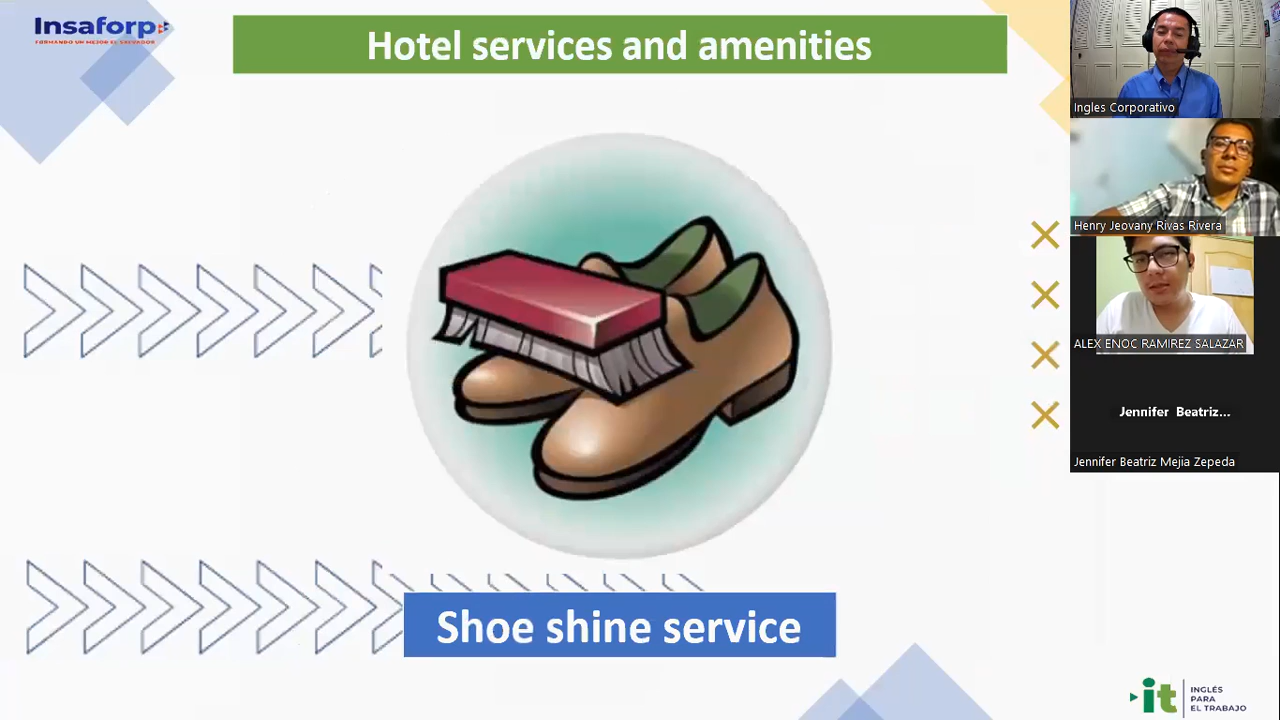 Insaforp
FORMANDO UN MEJOR EL SALVADOR
Hotel services and amenities
Shoe shine service
Ingles Corporativo
Henry Jeovany Rivas Rivera
ALEX ENOC RAMIREZ SALAZAR
Jennifer Beatriz...
Jennifer Beatriz Mejia Zepeda
it
INGLÉS
PARA
EL TRABAJO